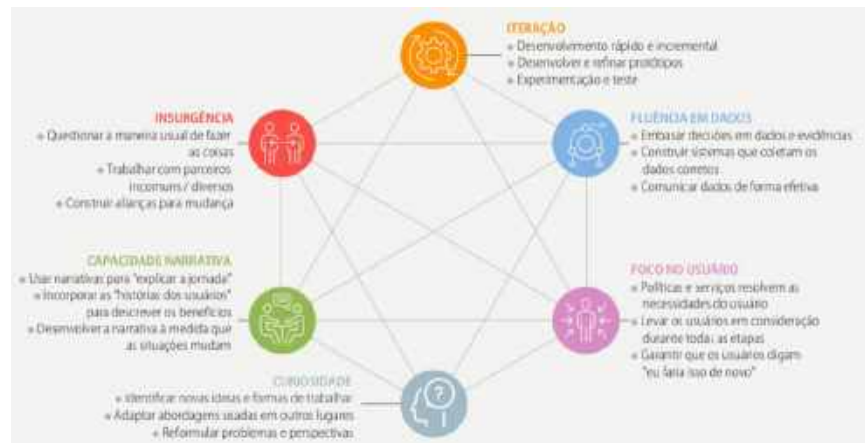 ITERAÇÃO
Desenvolvimento rápido e incremental
Desenvolver e refinar protótipos
Experimentação e teste
INSURGÊNCIA
Questionar a maneira usual de fazer
as coisas
Trabalhar com parceiros
incomuns / diversos
Construir alianças para mudança
FLUÊNCIA EM DADOS
Embasar decisões em dados e evidências
Construir sistemas que coletam os
dados corretos
Comunicar dados de forma efetiva
CAPACIDADE NARRATIVA
Usar narrativas para "explicar a jornada"
Incorporar as "histórias dos usuários"
para descrever os benefícios
Desenvolver a narrativa à medida que
as situações mudam
FOCO NO USUÁRIO
Políticas e serviços resolvem as
necessidades do usuário
Levar os usuários em consideração
durante todas as etapas
Garantir que os usuários digam
"eu faria isso de novo"
CURIOSIDADE
Identificar novas ideias e formas de trabalhar
Adaptar abordagens usadas em outros lugares
Reformular problemas e perspectivas
?